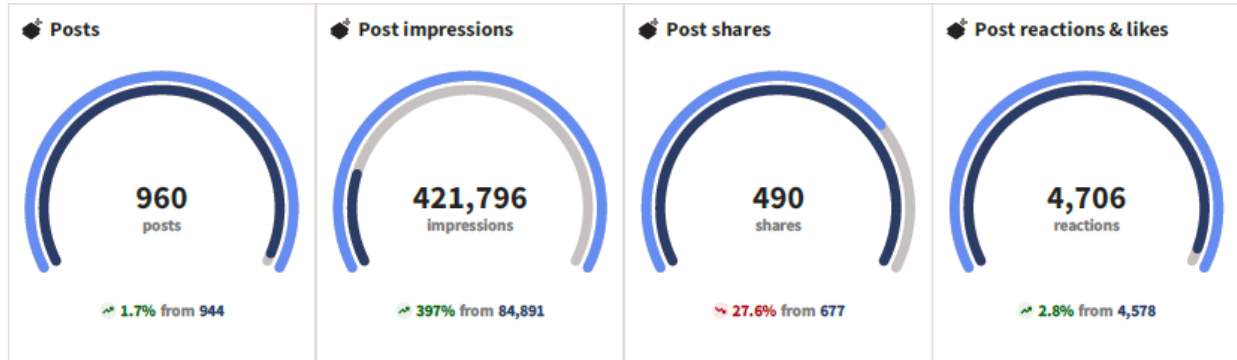 Posts
960
posts
1.7% from 944
Post impressions
421,796
impressions
397% from 84,891
Post shares
490
shares
27.6% from 677
Post reactions & likes
4,706
reactions
2.8% from 4,578